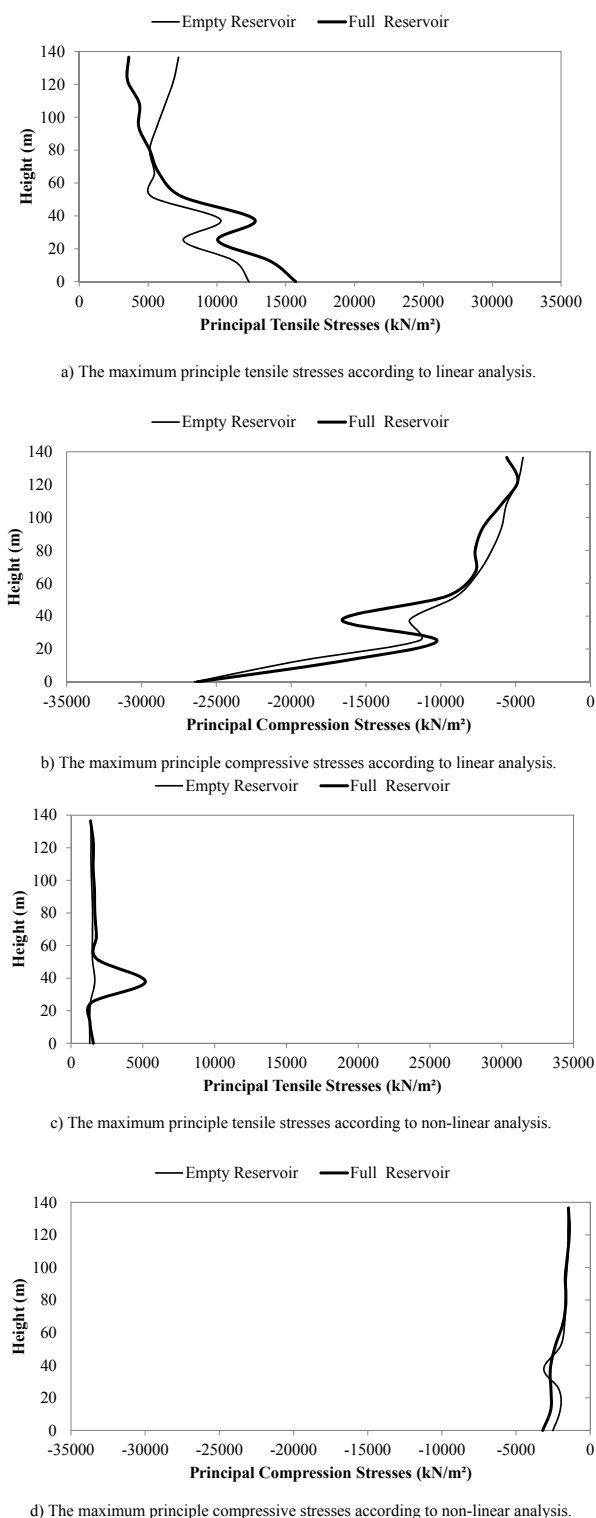 Empty Reservoir Full Reservoir
140
120
100
80
60
40
20
0
Height (m)
0 5000 10000 15000 20000 25000 30000 35000
Principal Tensile Stresses (kN/m²)
a) The maximum principle tensile stresses according to linear analysis.
Empty Reservoir Full Reservoir
140
120
100
80
60
40
20
0
Height (m)
-35000 -30000 -25000 -20000 -15000 -10000 -5000 0
Principal Compression Stresses (kN/m²)
b) The maximum principle compressive stresses according to linear analysis.
Empty Reservoir Full Reservoir
140
120
100
80
60
40
20
0
Height (m)
0 5000 10000 15000 20000 25000 30000 35000
Principal Tensile Stresses (kN/m²)
c) The maximum principle tensile stresses according to non-linear analysis.
Empty Reservoir Full Reservoir
140
120
100
80
60
40
20
0
Height (m)
-35000 -30000 -25000 -20000 -15000 -10000 -5000 0
Principal Compression Stresses (kN/m²)
d) The maximum principle compressive stresses according to non-linear analysis.